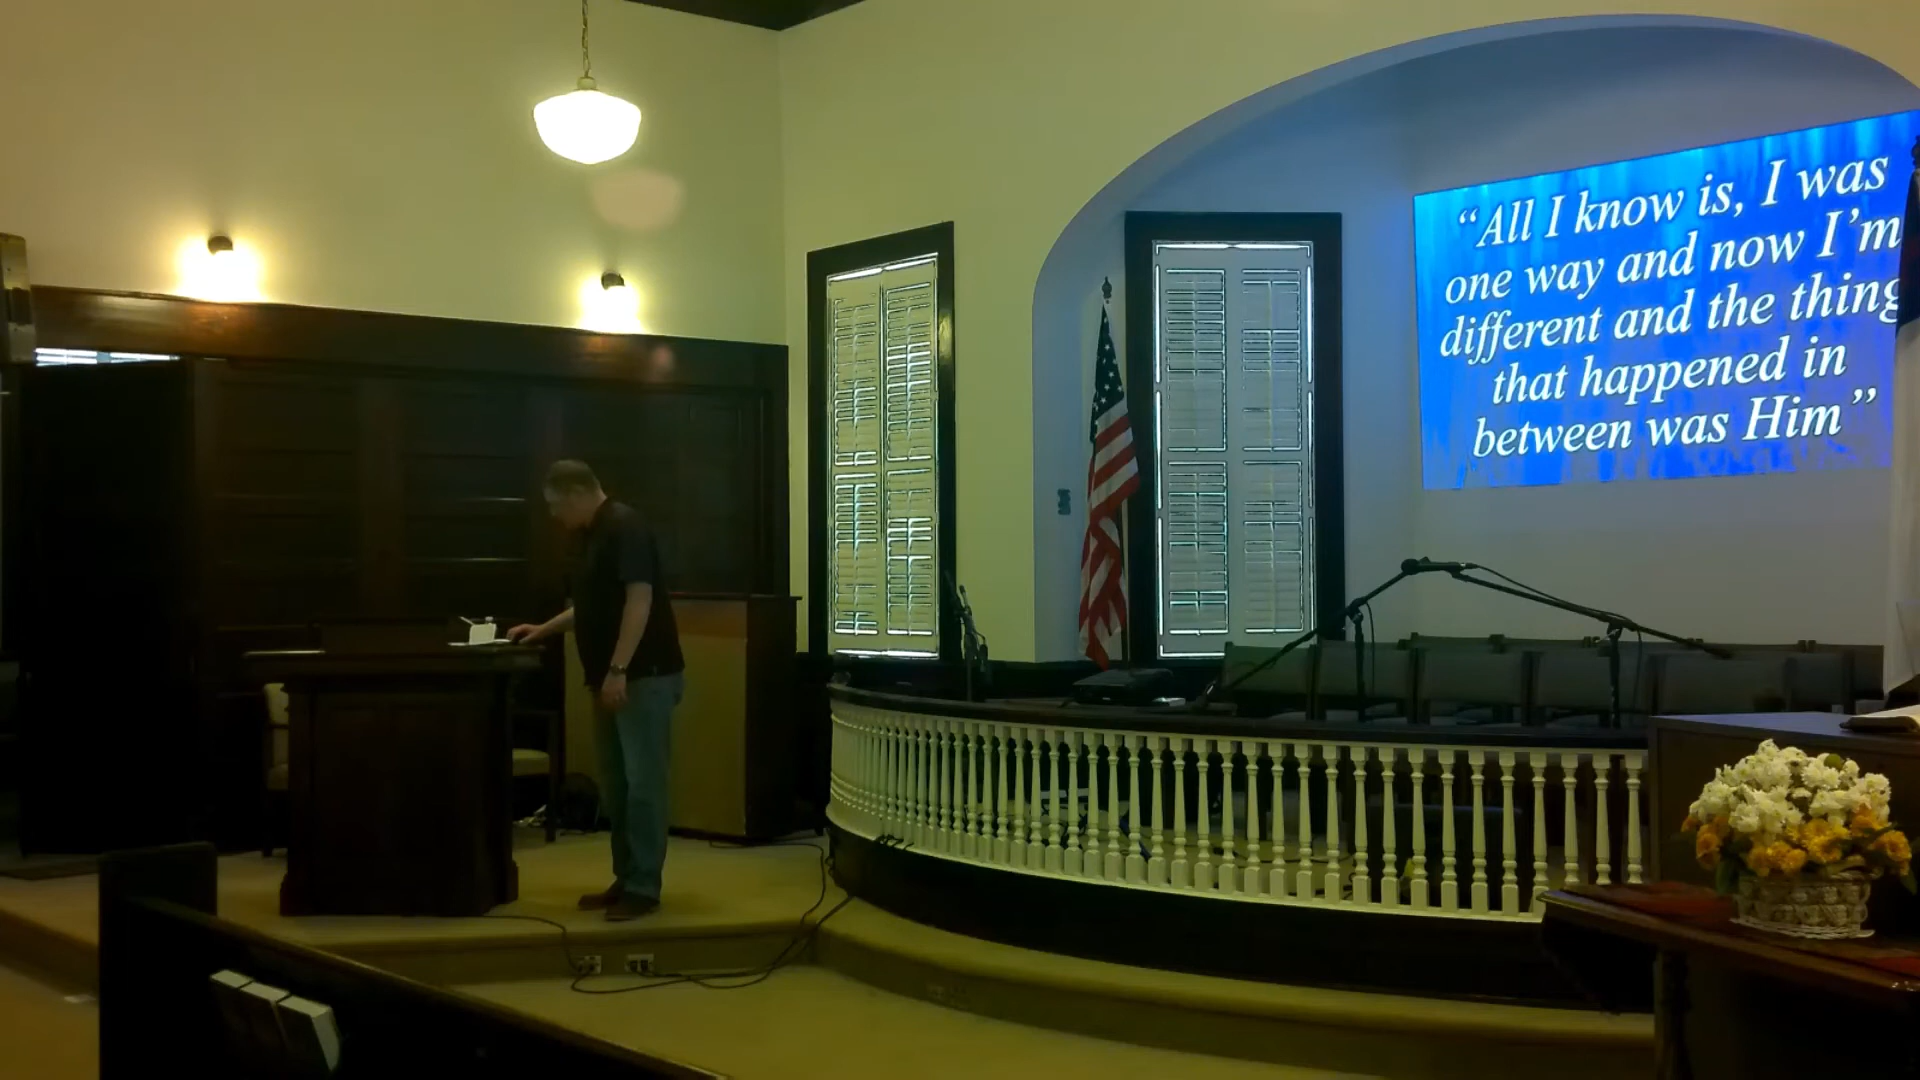 “All I know is, I was
one way and now I’m
different and the thing
that happened in
between was Him”